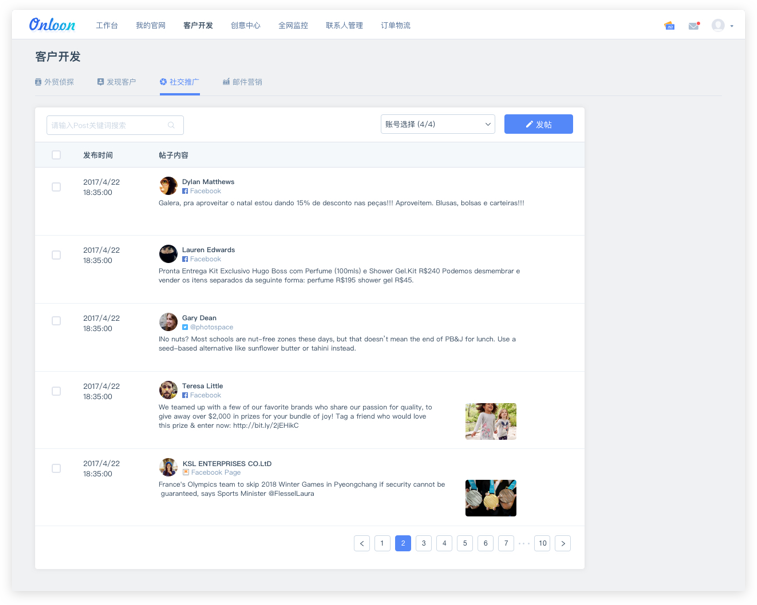 Onloon
工作台
我的官网
客户开发
创意中心
全网监控
联系人管理
订单物流
客户开发
外贸侦探
发现客户
社交推广
邮件营销
请输入Post关键词搜索
账号选择 (4/4)
发帖
发布时间
帖子内容
2017/4/22
18:35:00
Dylan Matthews
Facebook
Galera, pra aproveitar o natal estou dando 15% de desconto nas peças!!! Aproveitem. Blusas, bolsas e carteiras!!!
2017/4/22
18:35:00
Lauren Edwards
Facebook
Pronta Entrega Kit Exclusivo Hugo Boss com Perfume (100mls) e Shower Gel.Kit R$240 Podemos desmembrar e
vender os itens separados da seguinte forma: perfume R$195 shower gel R$45.
2017/4/22
18:35:00
Gary Dean
@photospace
INo nuts? Most schools are nut-free zones these days, but that doesn't mean the end of PB&J for lunch. Use a
seed-based alternative like sunflower butter or tahini instead.
2017/4/22
18:35:00
Teresa Little
Facebook
We teamed up with a few of our favorite brands who share our passion for quality, to
give away over $2,000 in prizes for your bundle of joy! Tag a friend who would love
this prize & enter now: http://bit.ly/2jEHikC
2017/4/22
18:35:00
KSL ENTERPRISES CO.LtD
Facebook Page
France's Olympics team to skip 2018 Winter Games in Pyeongchang if security cannot be
guaranteed, says Sports Minister @FlesselLaura
1
2
3
4
5
6
7
···
10